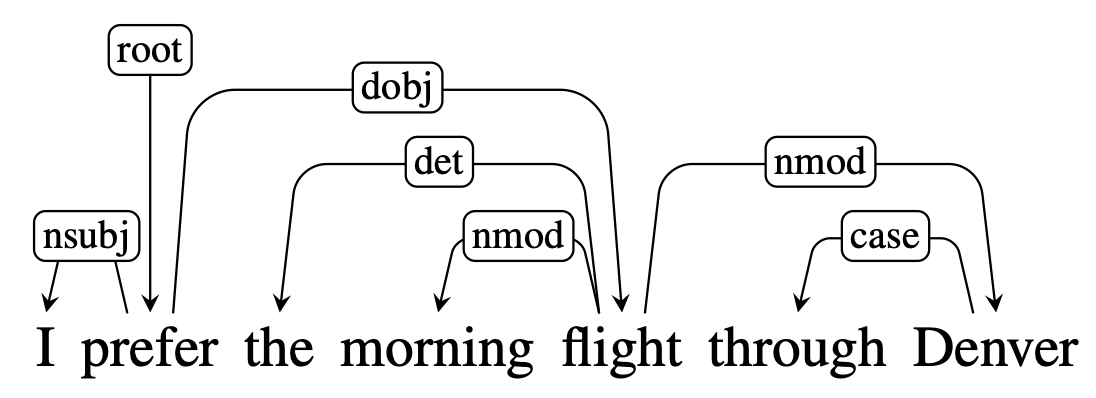 root
dobj
det nmod
nsubj nmod case
I prefer the morning flight through Denver